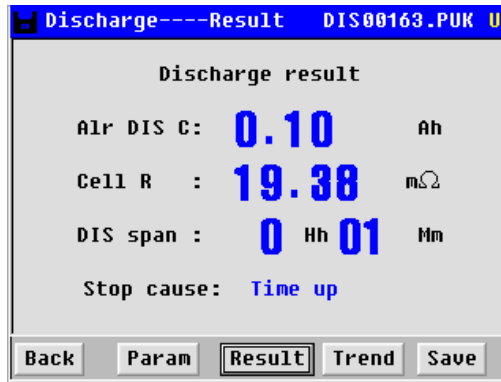 Discharge----Result DIS00163.PUK U
Discharge result
Alr DIS C: 0.10 Ah
Cell R : 19.38 mΩ
DIS span : 0 Hh 01 Mm
Stop cause: Time up
Back Param Result Trend Save